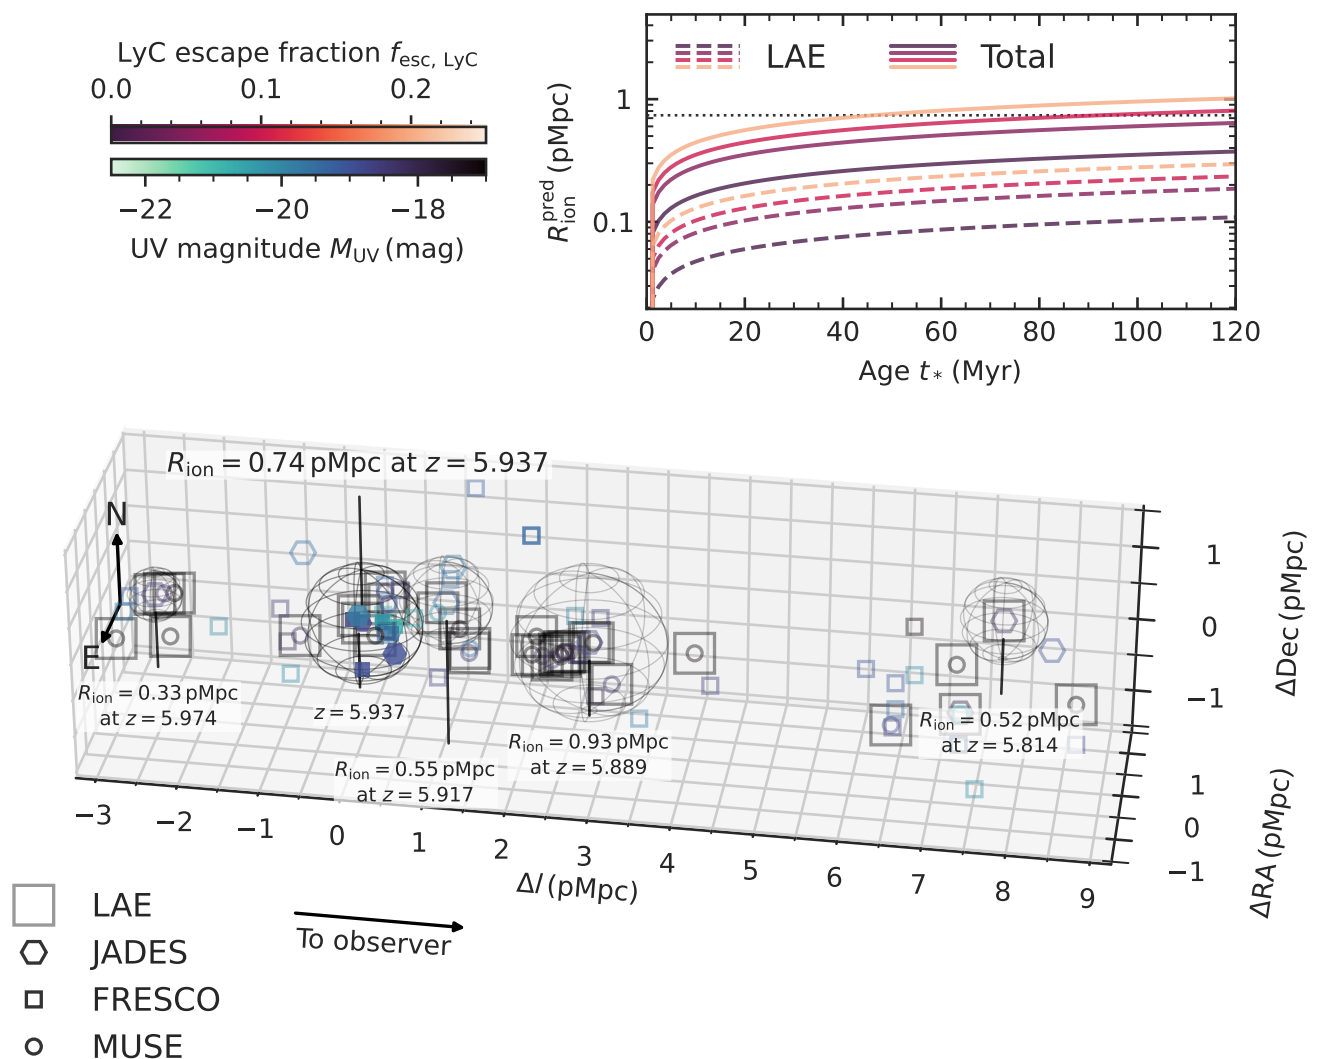 LyC escape fraction f_esc, LyC
0.0 0.1 0.2
−22 −20 −18
UV magnitude M_UV (mag)
LAE Total
1
0.1
R_ion^pred (pMpc)
0 20 40 60 80 100 120
Age t_* (Myr)
R_ion = 0.74 pMpc at z = 5.937
N
E
R_ion = 0.33 pMpc
at z = 5.974
z = 5.937
R_ion = 0.55 pMpc
at z = 5.917
R_ion = 0.93 pMpc
at z = 5.889
R_ion = 0.52 pMpc
at z = 5.814
1
0
−1
ΔDec (pMpc)
1
0
−1
ΔRA (pMpc)
−3 −2 −1 0 1 2 3 4 5 6 7 8 9
Δl (pMpc)
To observer
LAE
JADES
FRESCO
MUSE